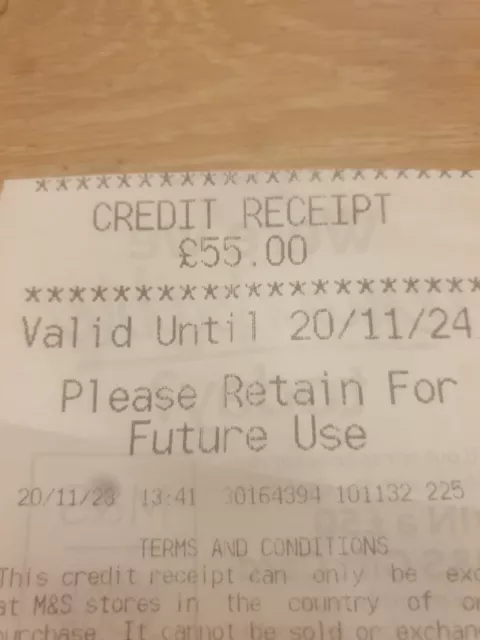 ************************
CREDIT RECEIPT
£55.00
************************
Valid Until 20/11/24
Please Retain For
Future Use
20/11/23 13:41 30164394 101132 225
TERMS AND CONDITIONS
This credit receipt can only be
at M&S stores in the country of
It cannot be sold or